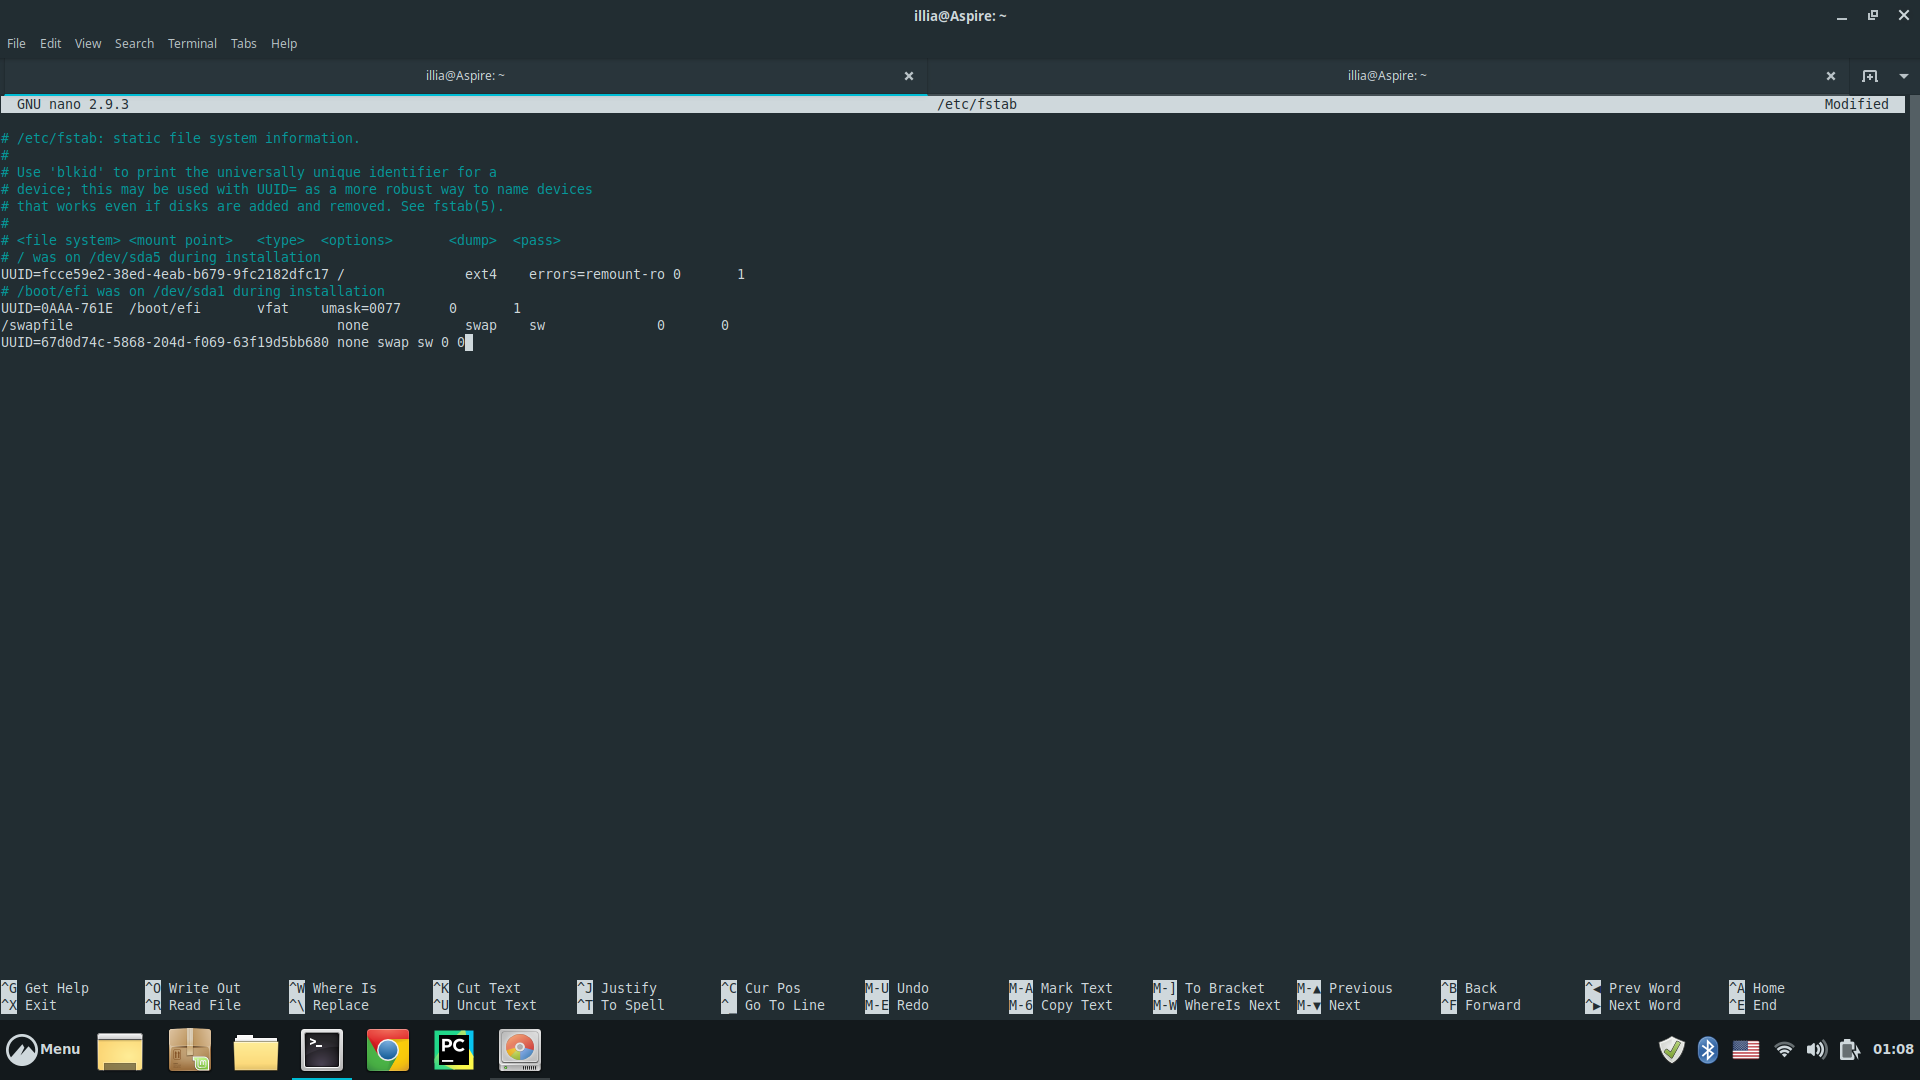 illia@Aspire: ~
File Edit View Search Terminal Tabs Help
illia@Aspire: ~ illia@Aspire: ~
GNU nano 2.9.3 /etc/fstab Modified
# /etc/fstab: static file system information.
#
# Use 'blkid' to print the universally unique identifier for a
# device; this may be used with UUID= as a more robust way to name devices
# that works even if disks are added and removed. See fstab(5).
#
# <file system> <mount point>   <type>  <options>       <dump>  <pass>
# / was on /dev/sda5 during installation
UUID=fcce59e2-38ed-4eab-b679-9fc2182dfc17 /               ext4    errors=remount-ro 0       1
# /boot/efi was on /dev/sda1 during installation
UUID=0AAA-761E  /boot/efi       vfat    umask=0077      0       1
/swapfile                                 none            swap    sw              0       0
UUID=67d0d74c-5868-204d-f069-63f19d5bb680 none swap sw 0 0
^G Get Help ^O Write Out ^W Where Is ^K Cut Text ^J Justify ^C Cur Pos M-U Undo M-A Mark Text M-] To Bracket M-▲ Previous ^B Back ^◀ Prev Word ^A Home
^X Exit ^R Read File ^\ Replace ^U Uncut Text ^T To Spell ^_ Go To Line M-E Redo M-6 Copy Text M-W WhereIs Next M-▼ Next ^F Forward ^▶ Next Word ^E End
Menu >_ PC 01:08